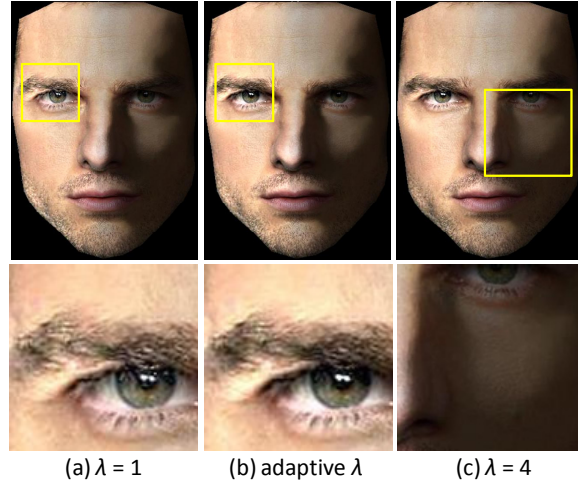 (a) λ = 1
(b) adaptive λ
(c) λ = 4